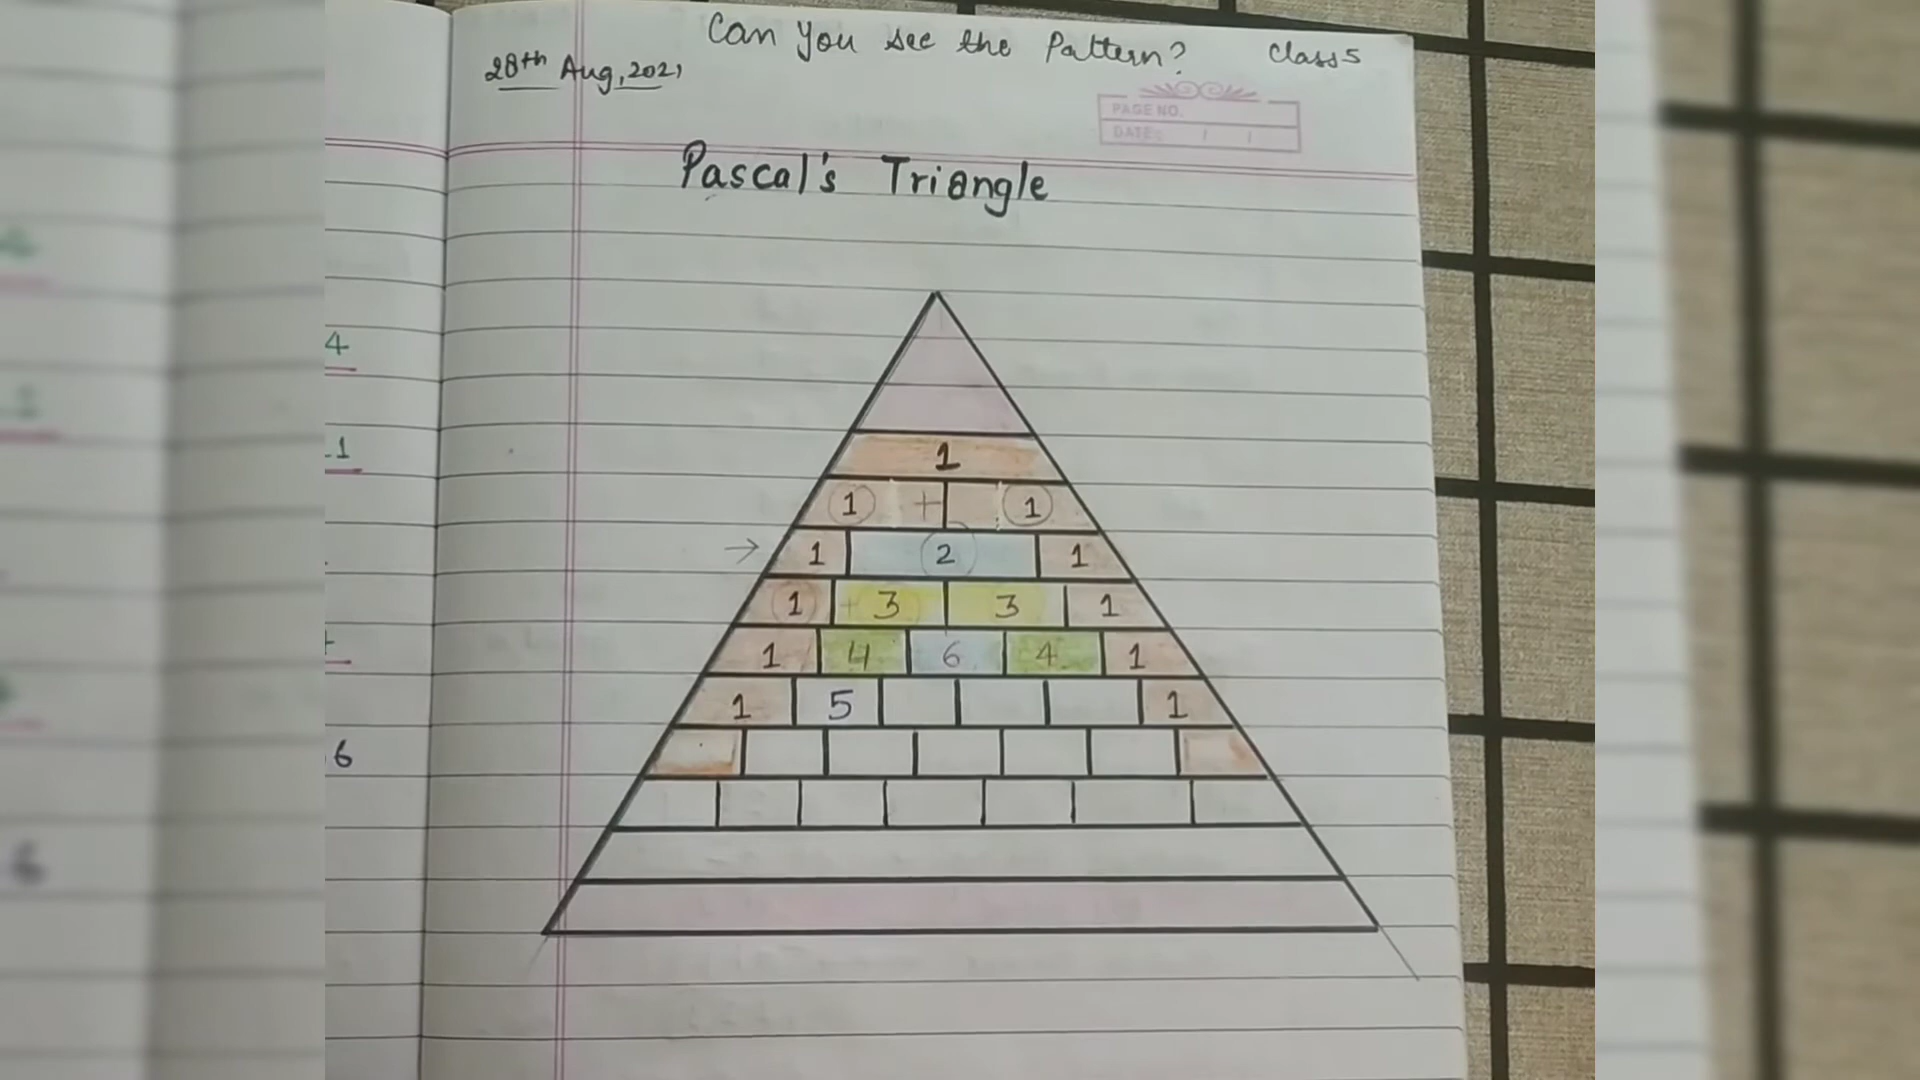 Can you see the Pattern?
Class 5
28th Aug, 2021
PAGE NO.
DATE: / /
Pascal's Triangle
1
1 + 1
→ 1 2 1
1 + 3 3 1
1 4 6 4 1
1 5 1
4
1
6
6